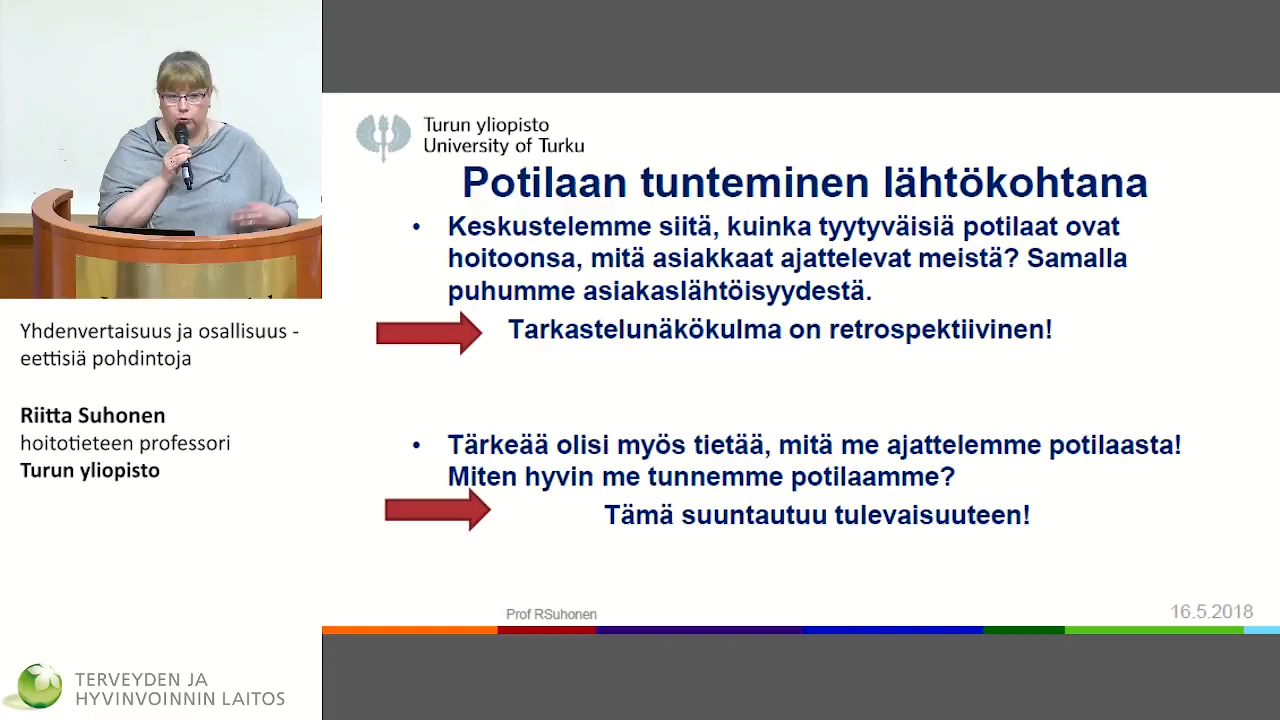 Turun yliopisto
University of Turku
Potilaan tunteminen lähtökohtana
• Keskustelemme siitä, kuinka tyytyväisiä potilaat ovat
hoitoonsa, mitä asiakkaat ajattelevat meistä? Samalla
puhumme asiakaslähtöisyydestä.
Tarkastelunäkökulma on retrospektiivinen!
• Tärkeää olisi myös tietää, mitä me ajattelemme potilaasta!
Miten hyvin me tunnemme potilaamme?
Tämä suuntautuu tulevaisuuteen!
Prof RSuhonen
16.5.2018
Yhdenvertaisuus ja osallisuus -
eettisiä pohdintoja
Riitta Suhonen
hoitotieteen professori
Turun yliopisto
TERVEYDEN JA
HYVINVOINNIN LAITOS